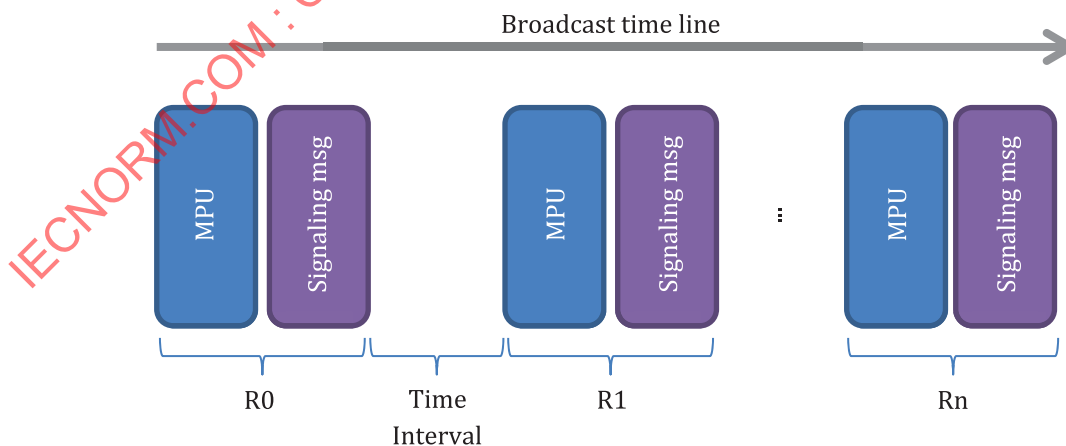 Broadcast time line
IECNORM.COM : C
MPU
Signaling msg
MPU
Signaling msg
...
MPU
Signaling msg
R0
Time
Interval
R1
Rn